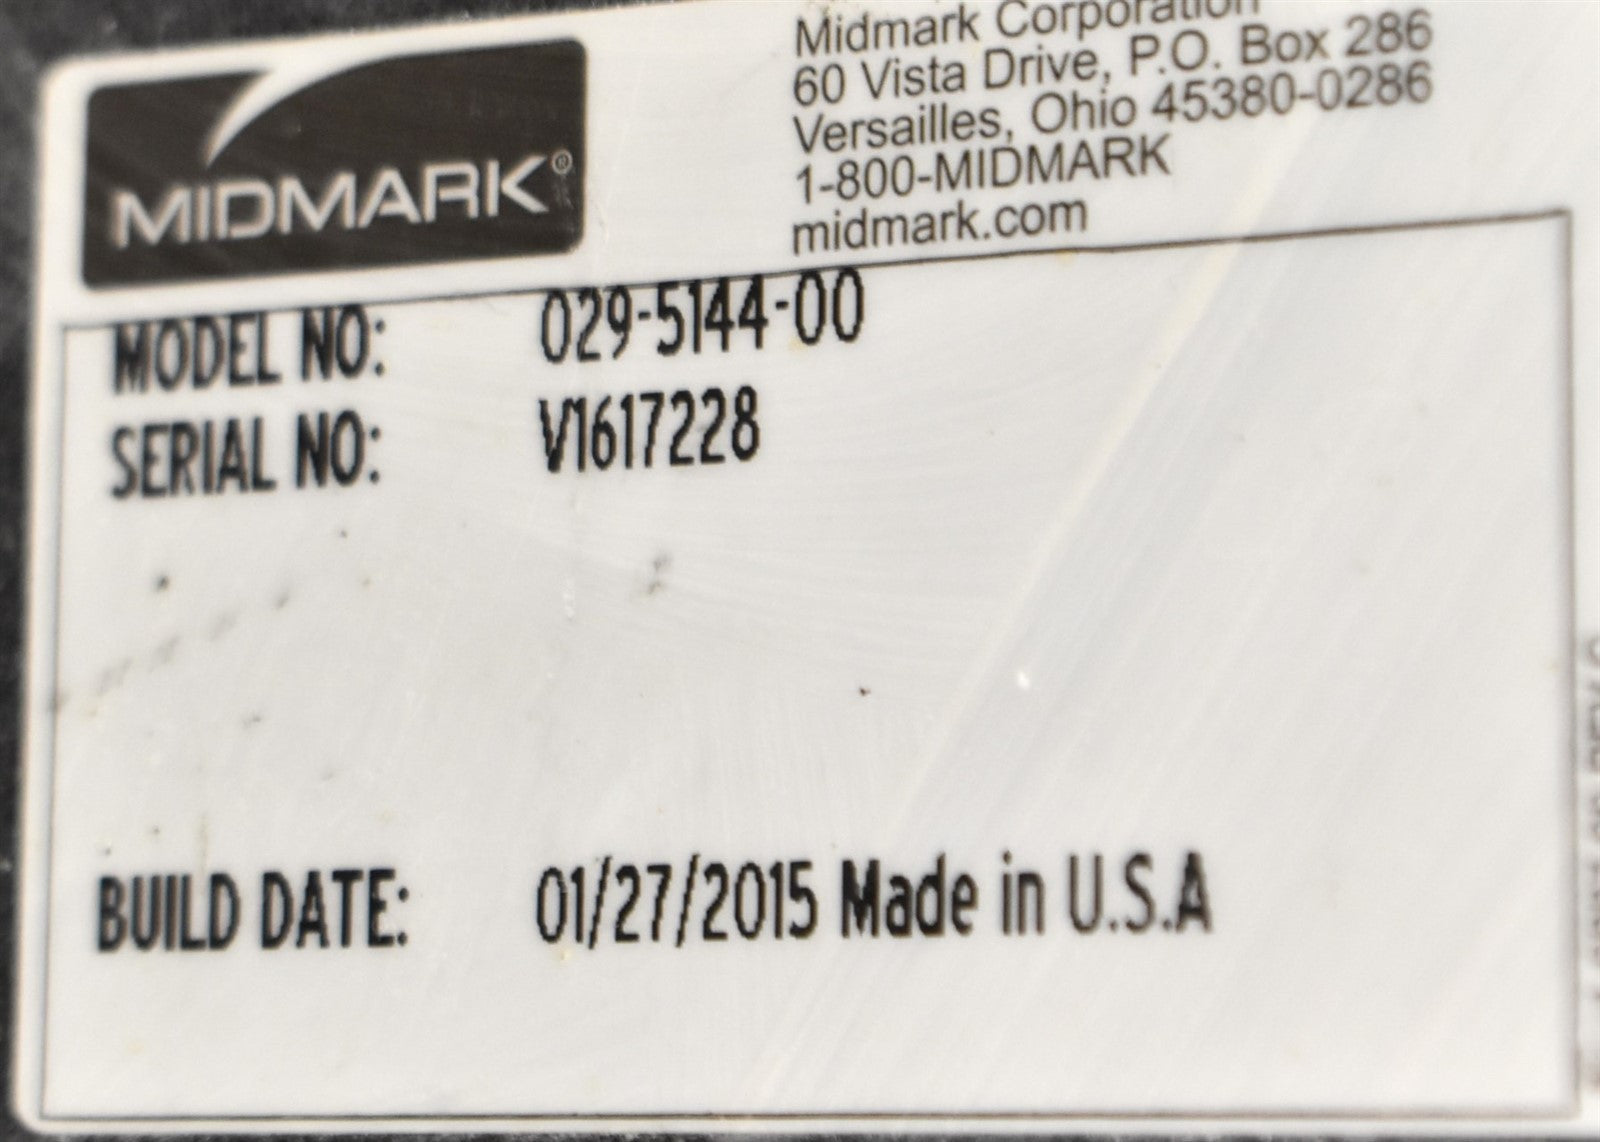 MIDMARK®
Midmark Corporation
60 Vista Drive, P.O. Box 286
Versailles, Ohio 45380-0286
1-800-MIDMARK
midmark.com
MODEL NO: 029-5144-00
SERIAL NO: V1617228
BUILD DATE: 01/27/2015 Made in U.S.A